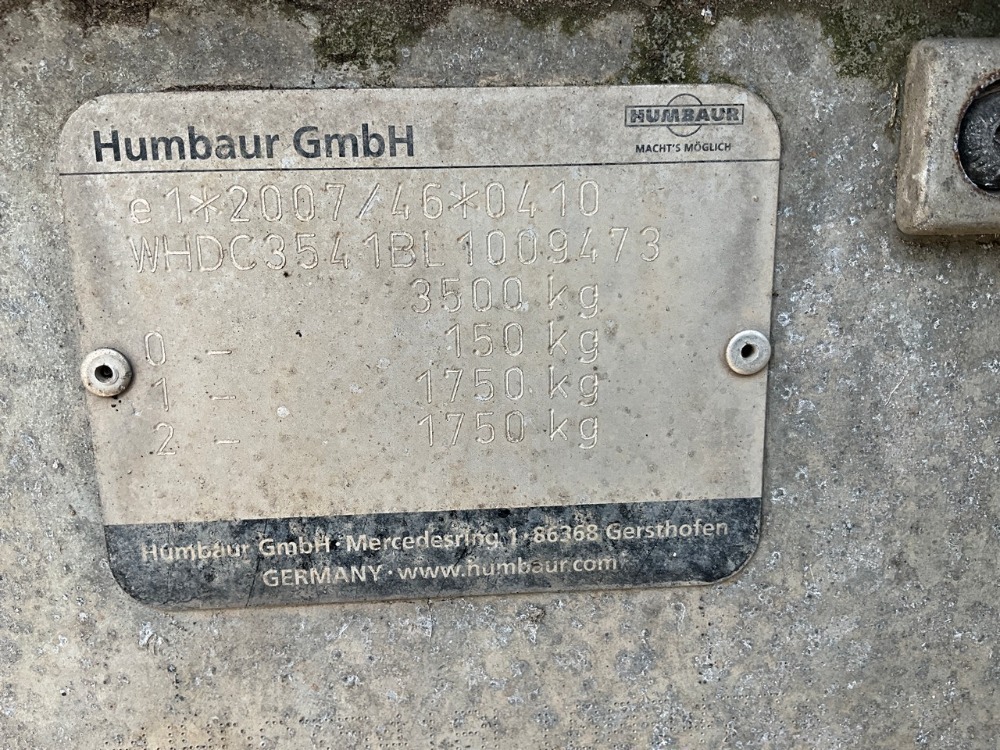 Humbaur GmbH
HUMBAUR
MACHT'S MÖGLICH
e1*2007/46*0410
WHDC3541BL1009473
3500 kg
0 - 150 kg
1 - 1750 kg
2 - 1750 kg
Humbaur GmbH · Mercedesring 1 · 86368 Gersthofen
GERMANY · www.humbaur.com